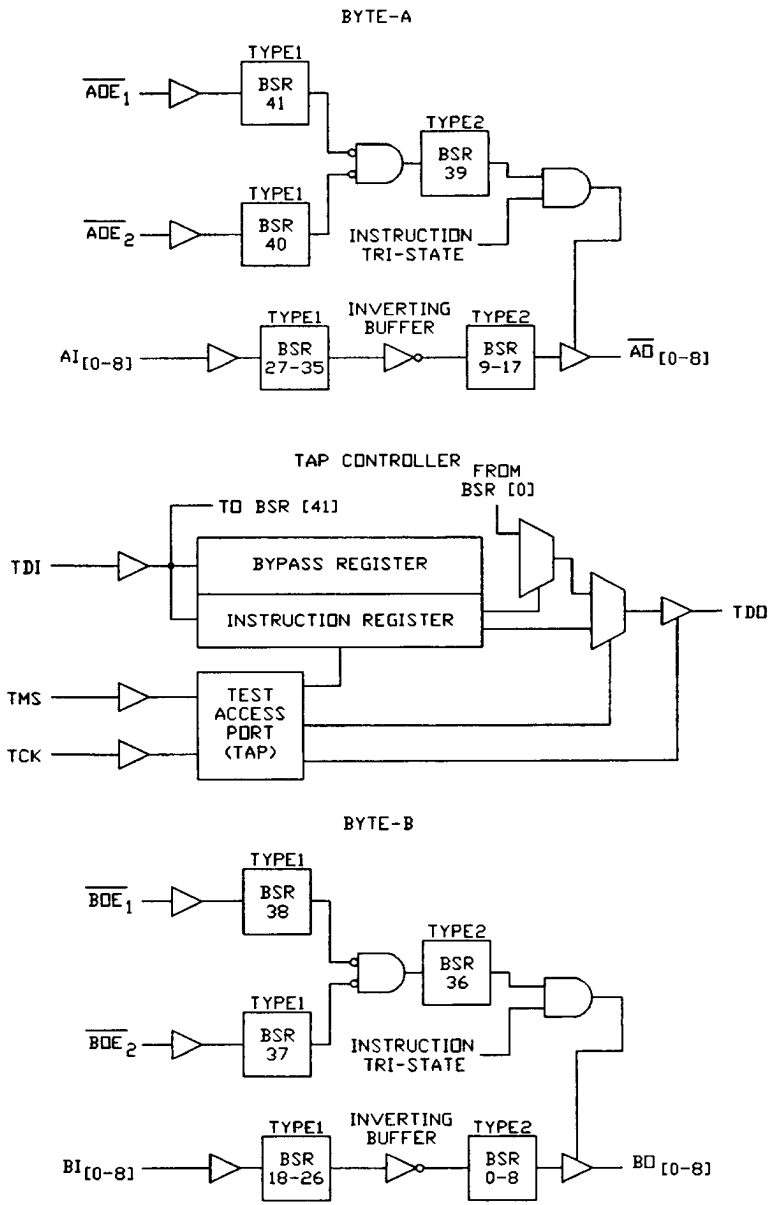 BYTE-A
TYPE1
AOE1
BSR
41
TYPE2
BSR
39
TYPE1
AOE2
BSR
40
INSTRUCTION
TRI-STATE
INVERTING
BUFFER
TYPE1
TYPE2
AI[0-8]
BSR
27-35
BSR
9-17
AO[0-8]
TAP CONTROLLER
FROM
BSR [0]
TO BSR [41]
TDI
BYPASS REGISTER
INSTRUCTION REGISTER
TDO
TMS
TEST
ACCESS
PORT
(TAP)
TCK
BYTE-B
TYPE1
BOE1
BSR
38
TYPE2
BSR
36
TYPE1
BOE2
BSR
37
INSTRUCTION
TRI-STATE
INVERTING
BUFFER
TYPE1
TYPE2
BI[0-8]
BSR
18-26
BSR
0-8
BO[0-8]